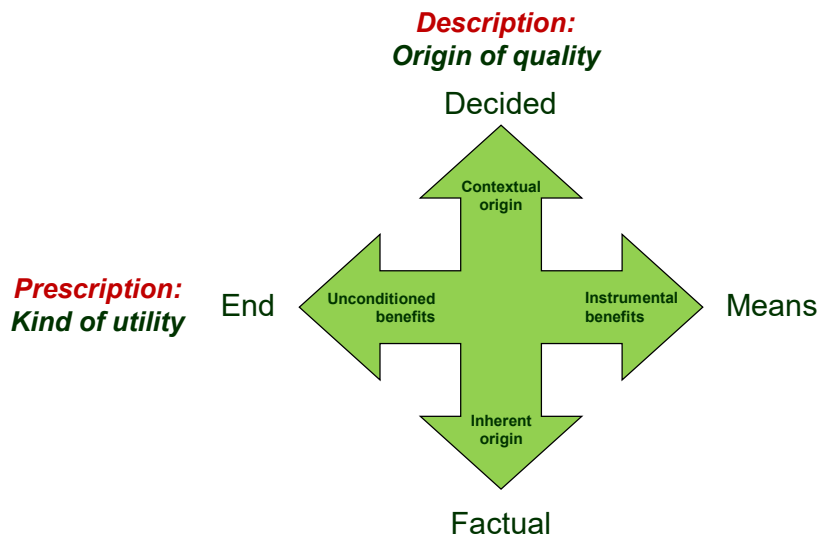 Description:
Origin of quality
Decided
Contextual
origin
Prescription:
Kind of utility
End
Unconditioned
benefits
Instrumental
benefits
Means
Inherent
origin
Factual